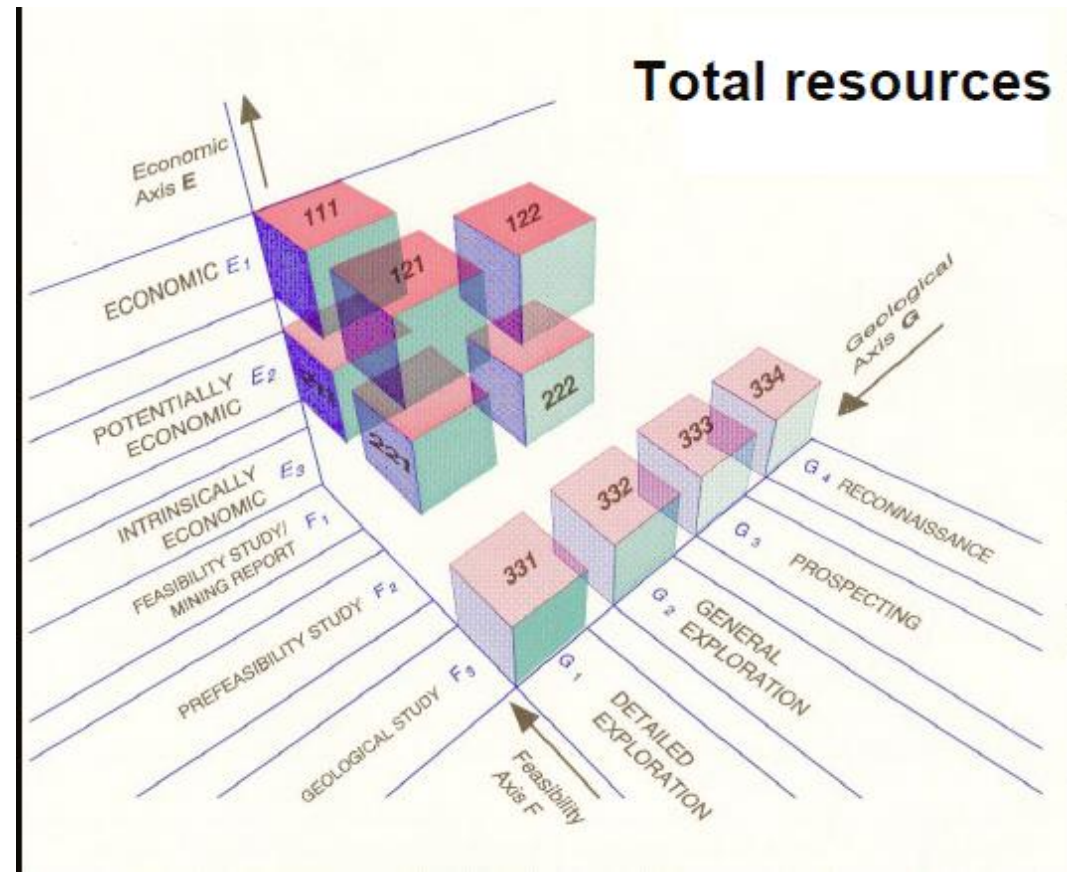 Total resources
Economic
Axis E
111
122
121
ECONOMIC E1
Geological
Axis G
POTENTIALLY E2
ECONOMIC
222
221
334
333
332
331
INTRINSICALLY E3
ECONOMIC
FEASIBILITY STUDY/ F1
MINING REPORT
PREFEASIBILITY STUDY F2
GEOLOGICAL STUDY F3
G4 RECONNAISSANCE
G3 PROSPECTING
G2 GENERAL
EXPLORATION
G1 DETAILED
EXPLORATION
Feasibility
Axis F